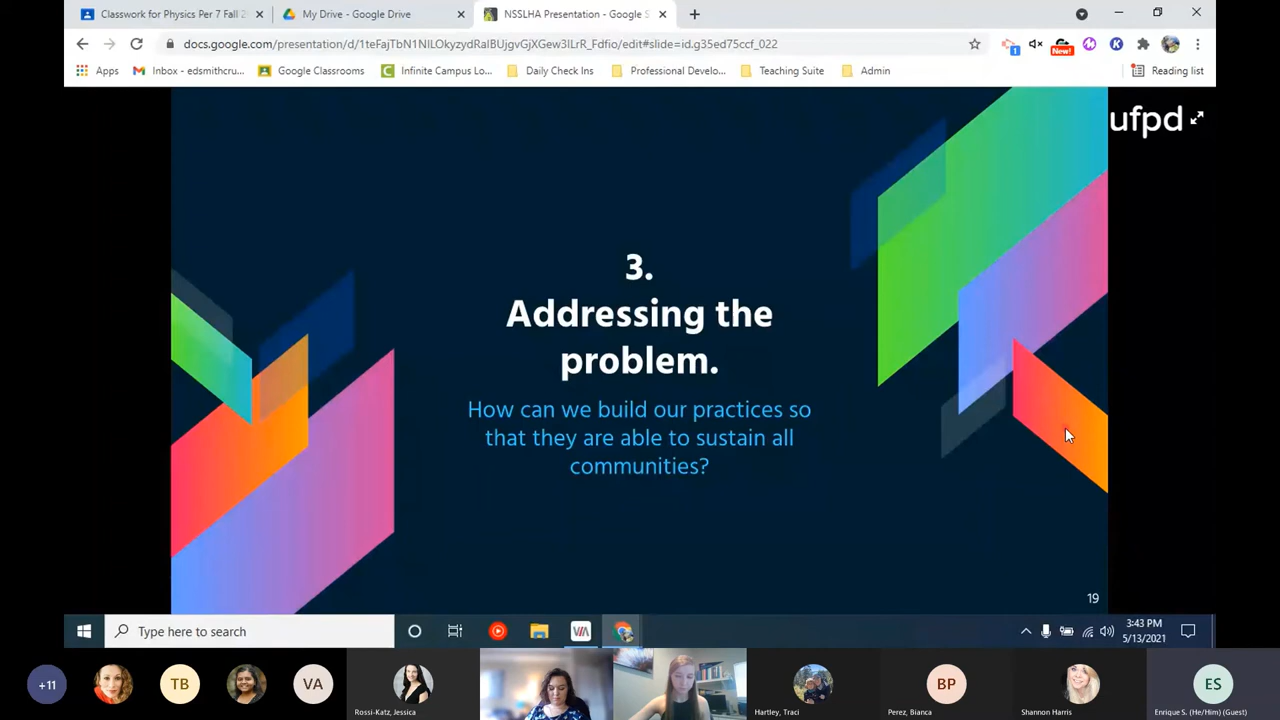 Classwork for Physics Per 7 Fall 2
My Drive - Google Drive
NSSLHA Presentation - Google S
docs.google.com/presentation/d/1eFajTbN1NILOkyzydRaIBUjgvGjXGew3ILrR_Fdfio/edit#slide=id.g35ed75ccf_022
1
New!
Apps
Inbox - edsmithcru...
Google Classrooms
Infinite Campus Lo...
Daily Check Ins
Professional Develo...
Teaching Suite
Admin
Reading list
ufpd
3.
Addressing the
problem.
How can we build our practices so
that they are able to sustain all
communities?
19
Type here to search
VIA
3:43 PM
5/13/2021
+11
TB
VA
Rossi-Katz, Jessica
Hartley, Traci
BP
Perez, Bianca
Shannon Harris
ES
Enrique S. (He/Him) (Guest)